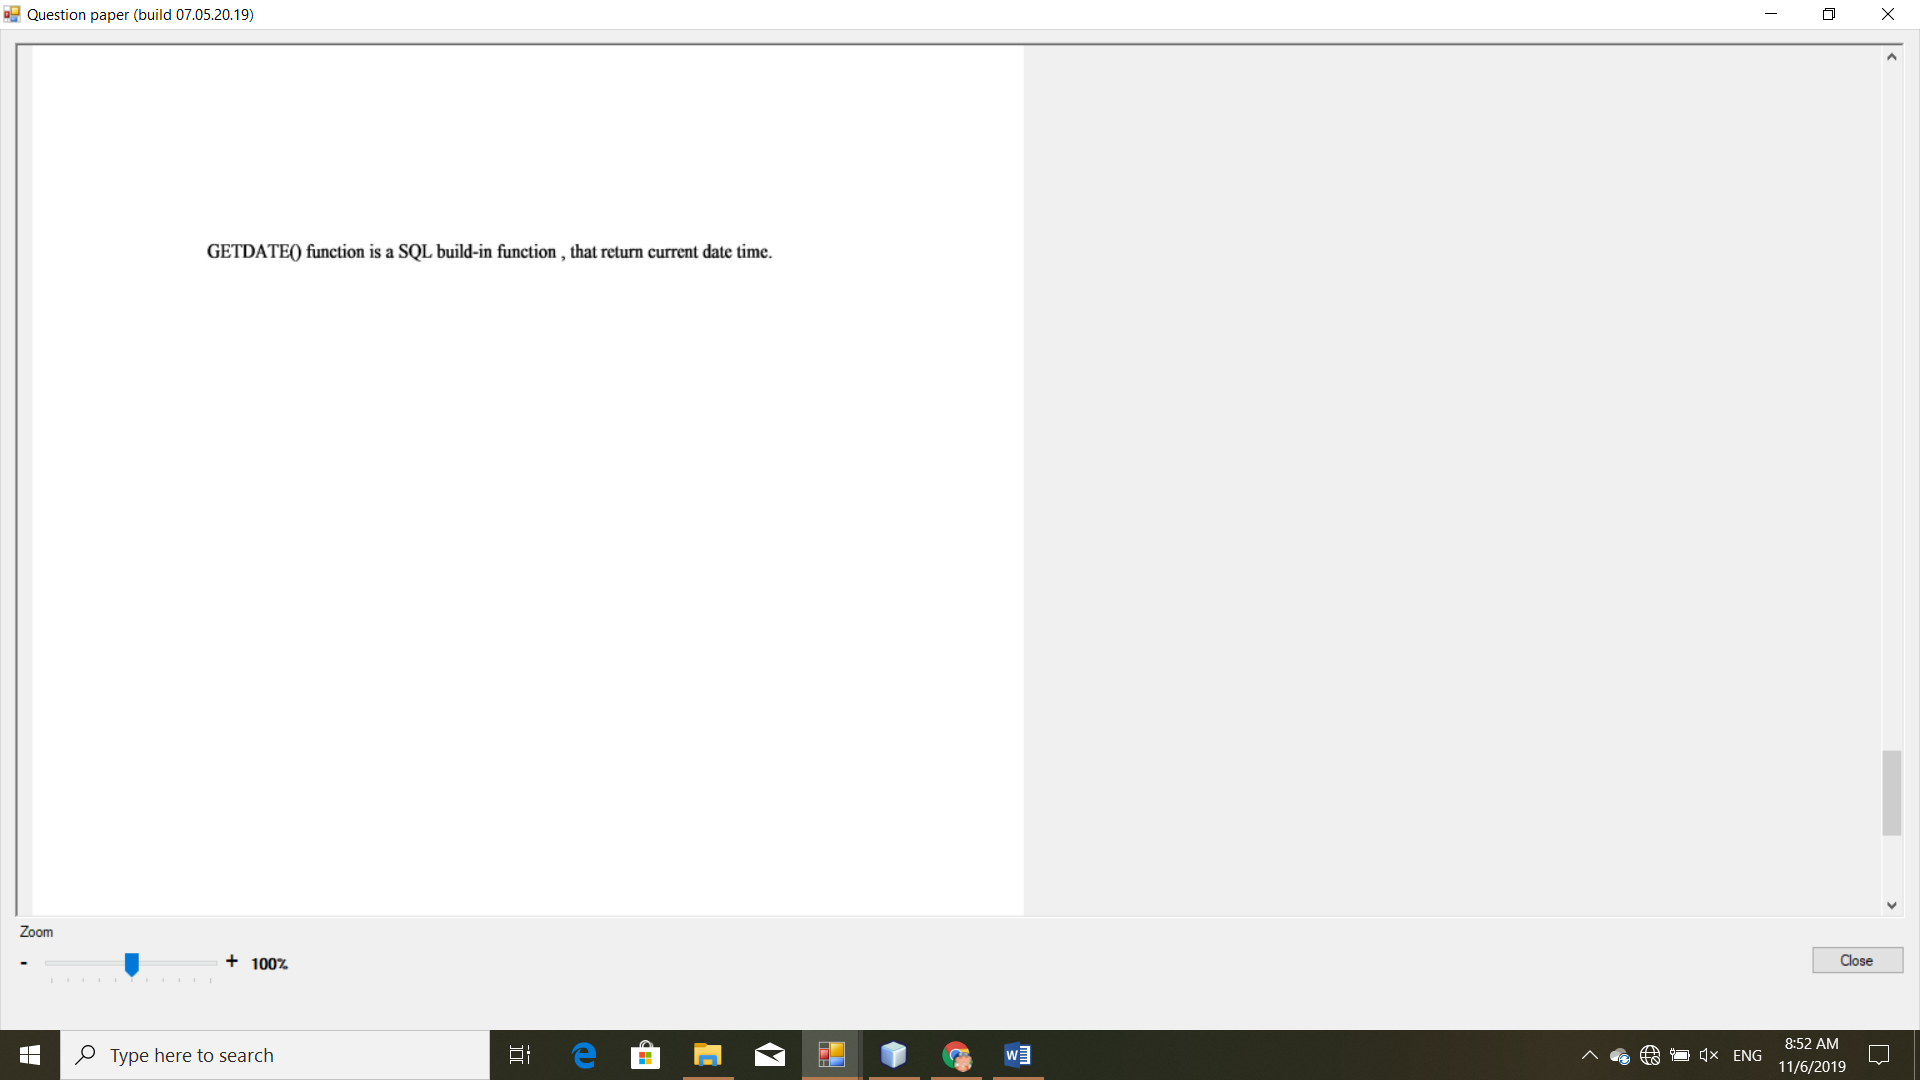 Question paper (build 07.05.20.19)
GETDATE() function is a SQL build-in function , that return current date time.
Zoom
- + 100%
Close
Type here to search
ENG
8:52 AM
11/6/2019